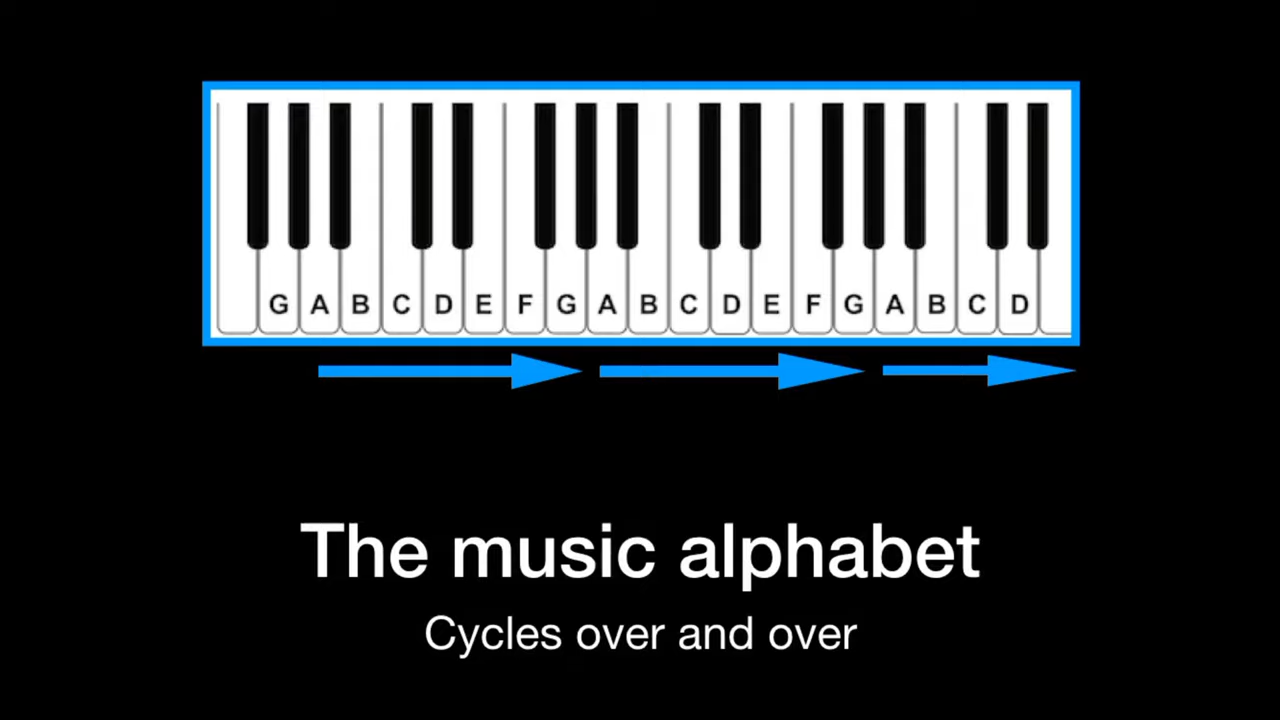 G A B C D E F G A B C D E F G A B C D
The music alphabet
Cycles over and over